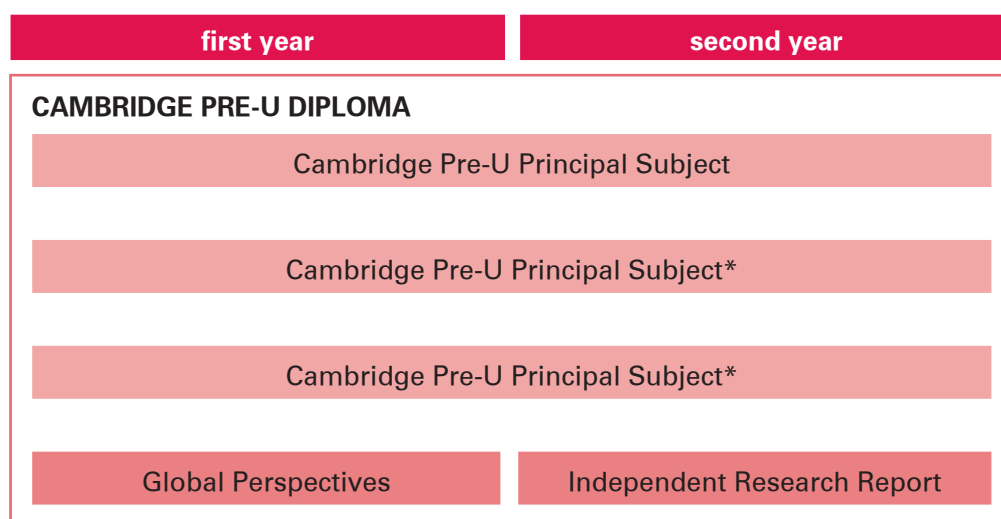 first year
second year
CAMBRIDGE PRE-U DIPLOMA
Cambridge Pre-U Principal Subject
Cambridge Pre-U Principal Subject*
Cambridge Pre-U Principal Subject*
Global Perspectives
Independent Research Report